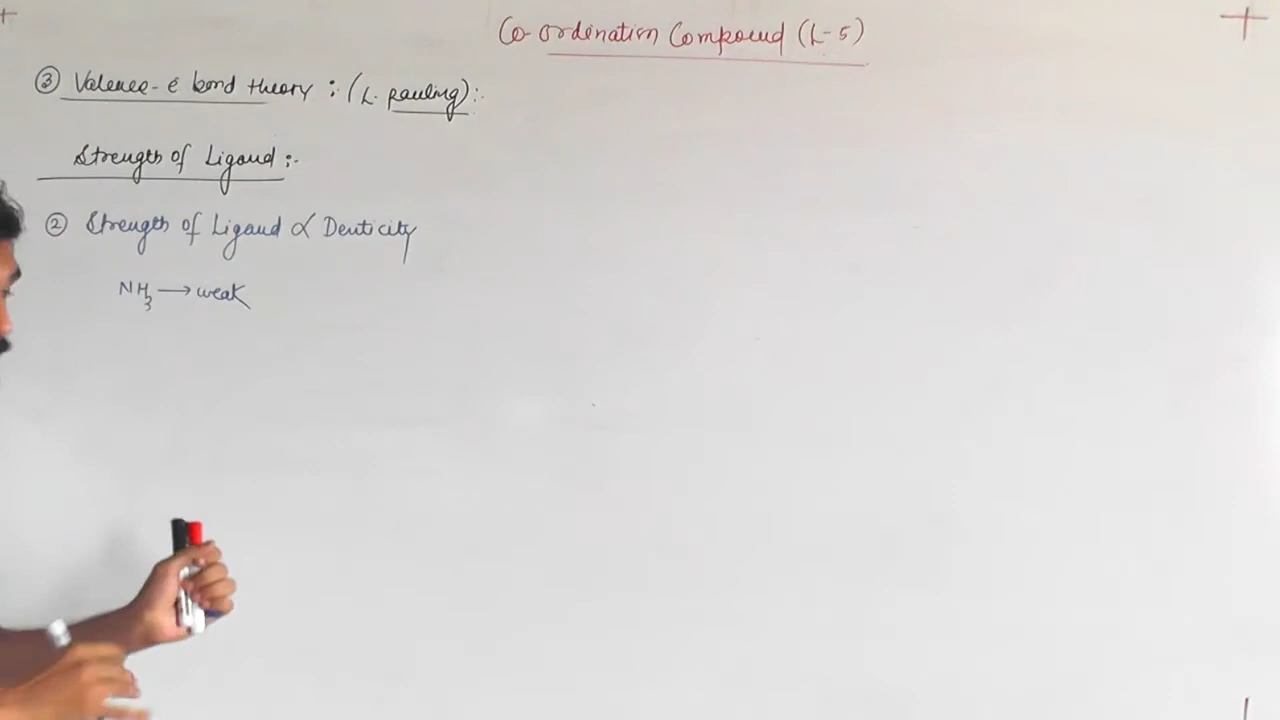 Co-ordination Compound (L-5)
③ Valence-é bond theory :- (L. pauling):-
Strength of Ligand :-
② Strength of Ligand ∝ Denticity
NH₃ → weak